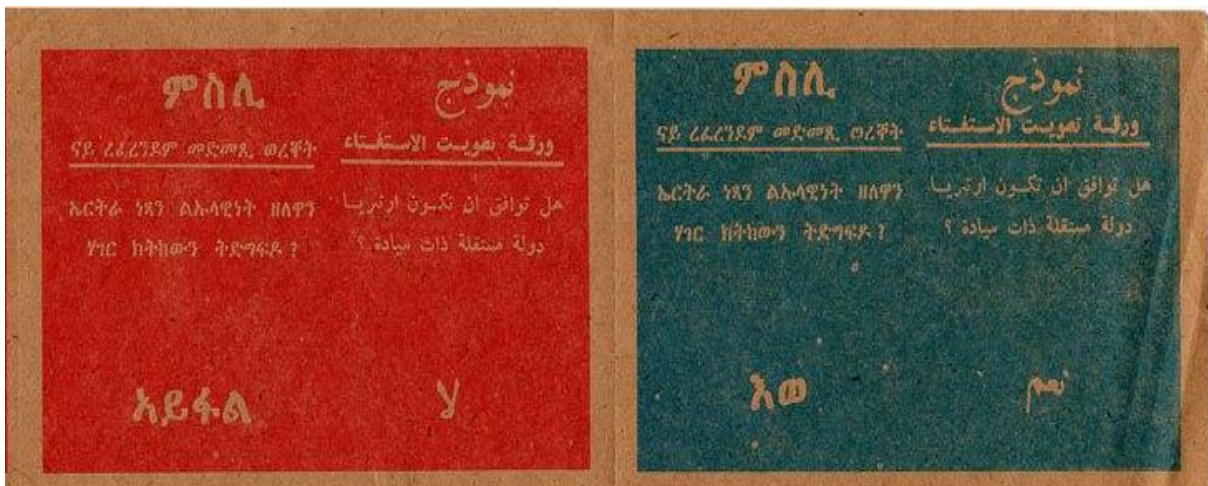 ምስሊ
ናይ ረፈረንደም መድመጺ ወረቐት
ኤርትራ ነጻን ልኡላዊነት ዘለዋን
ሃገር ክትከውን ትድግፍዶ ?
አይፋል
نموذج
ورقة تصويت الاستفتاء
هل توافق ان تكون ارتريا
دولة مستقلة ذات سيادة ؟
لا
ምስሊ
ናይ ረፈረንደም መድመጺ ወረቐት
ኤርትራ ነጻን ልኡላዊነት ዘለዋን
ሃገር ክትከውን ትድግፍዶ ?
እወ
نموذج
ورقة تصويت الاستفتاء
هل توافق ان تكون ارتريا
دولة مستقلة ذات سيادة ؟
نعم